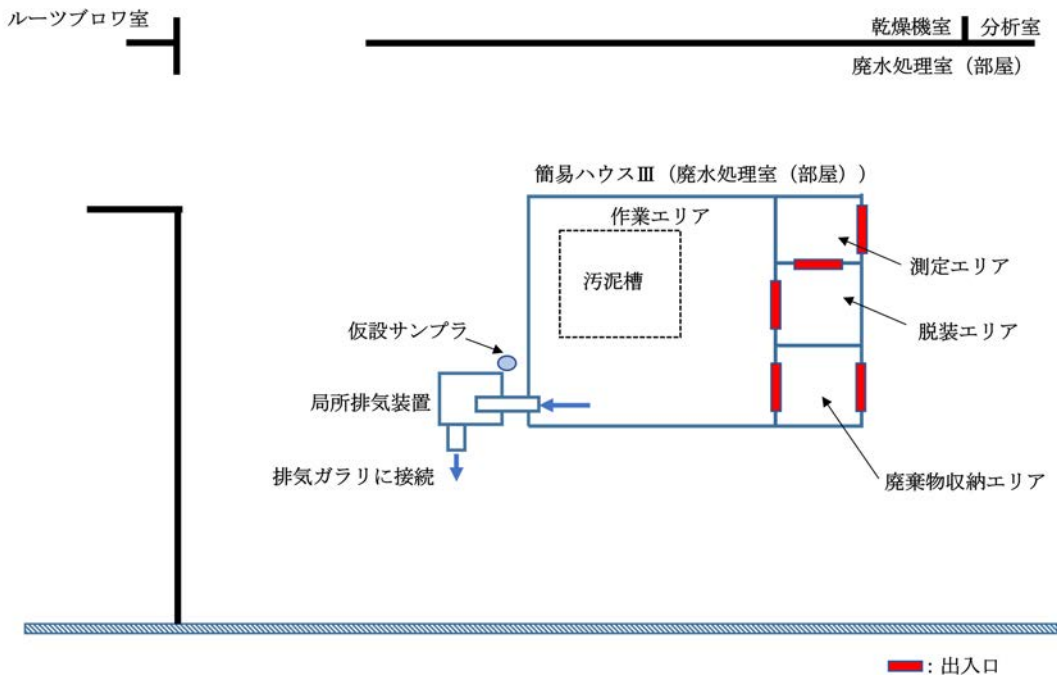 ルーツブロワ室
乾燥機室
分析室
廃水処理室（部屋）
簡易ハウスⅢ（廃水処理室（部屋））
作業エリア
汚泥槽
測定エリア
脱装エリア
仮設サンプラ
局所排気装置
排気ガラリに接続
廃棄物収納エリア
：出入口